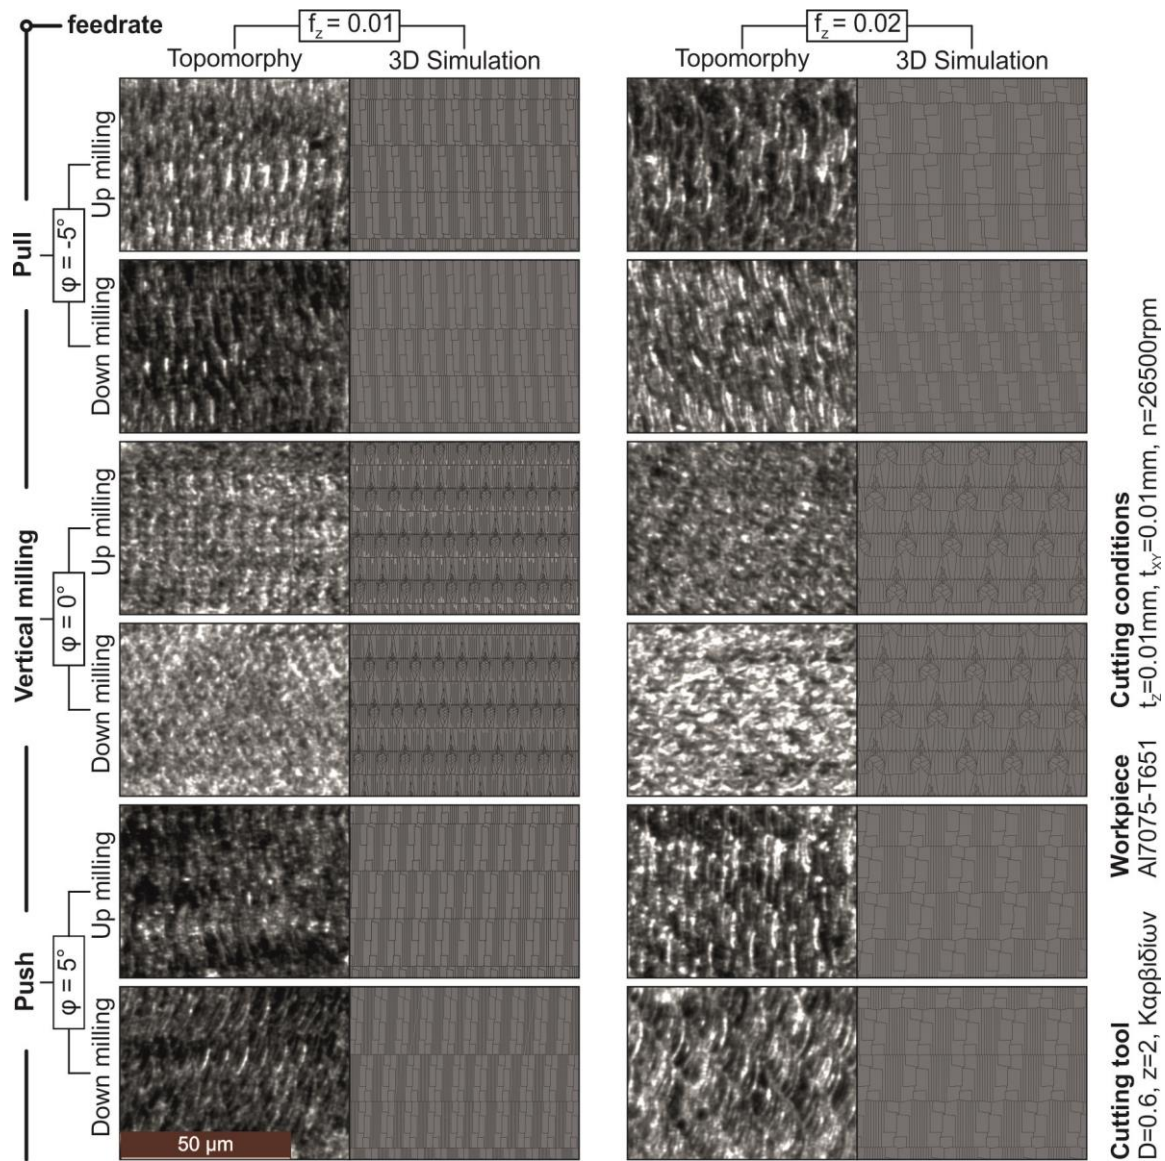 feedrate
f_z = 0.01
f_z = 0.02
Topomorphy
3D Simulation
Topomorphy
3D Simulation
Pull
φ = -5°
Up milling
Down milling
Vertical milling
φ = 0°
Up milling
Down milling
Push
φ = 5°
Up milling
Down milling
50 µm
Cutting tool
D=0.6, z=2, Καρβιδίων
Workpiece
Al7075-T651
Cutting conditions
t_z=0.01mm, t_XY=0.01mm, n=26500rpm